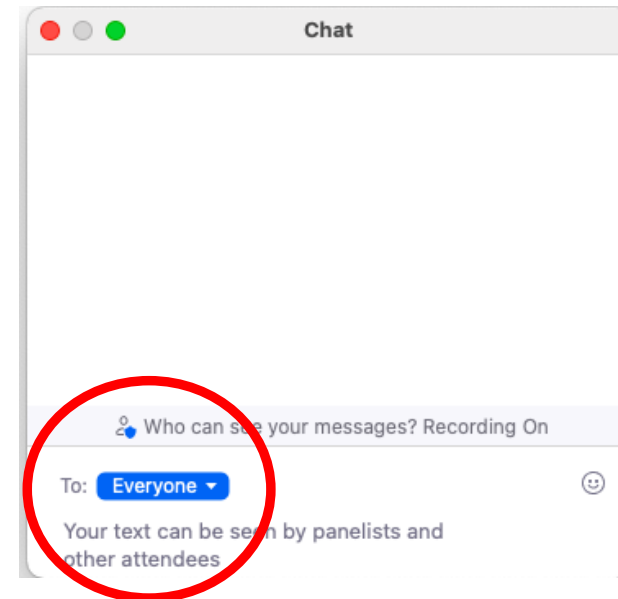 Chat
Who can see your messages? Recording On
To: Everyone
Your text can be seen by panelists and
other attendees